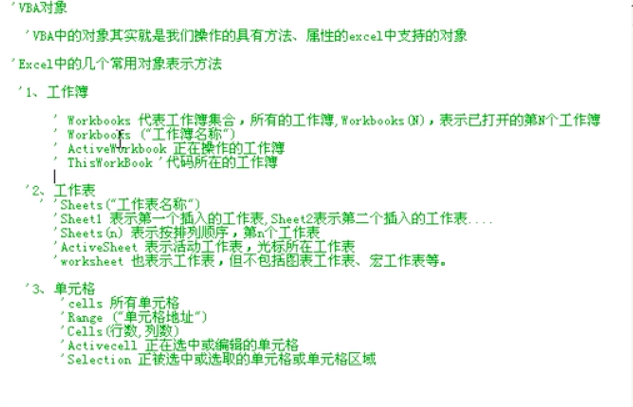 'VBA对象
'VBA中的对象其实就是我们操作的具有方法、属性的excel中支持的对象
'Excel中的几个常用对象表示方法
'1、工作簿
' Workbooks 代表工作簿集合，所有的工作簿,Workbooks(N)，表示已打开的第N个工作簿
' Workbooks ("工作簿名称")
' ActiveWorkbook 正在操作的工作簿
' ThisWorkBook '代码所在的工作簿
'2、工作表
' 'Sheets("工作表名称")
'Sheet1 表示第一个插入的工作表,Sheet2表示第二个插入的工作表....
'Sheets(n) 表示按排列顺序，第n个工作表
'ActiveSheet 表示活动工作表，光标所在工作表
'worksheet 也表示工作表，但不包括图表工作表、宏工作表等。
'3、单元格
'cells 所有单元格
'Range ("单元格地址")
'Cells(行数,列数)
'Activecell 正在选中或编辑的单元格
'Selection 正被选中或选取的单元格或单元格区域